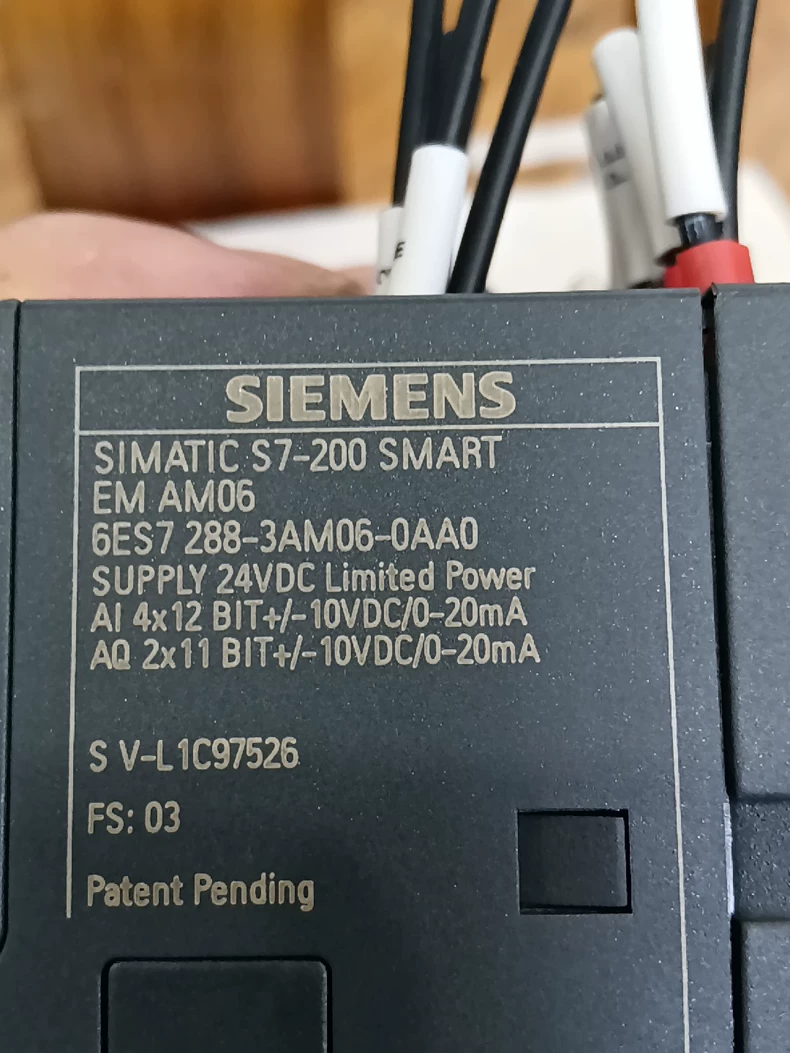 SIEMENS
SIMATIC S7-200 SMART
EM AM06
6ES7 288-3AM06-0AA0
SUPPLY 24VDC Limited Power
AI 4x12 BIT+/-10VDC/0-20mA
AQ 2x11 BIT+/-10VDC/0-20mA
S V-L1C97526
FS: 03
Patent Pending